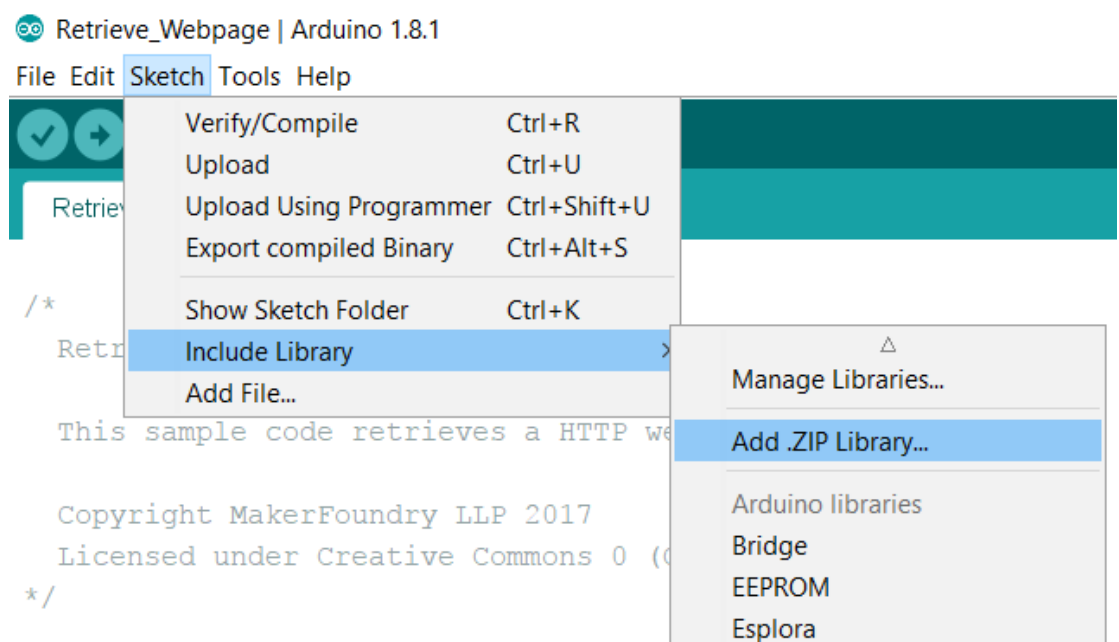 Retrieve_Webpage | Arduino 1.8.1
File Edit Sketch Tools Help
Verify/Compile Ctrl+R
Upload Ctrl+U
Upload Using Programmer Ctrl+Shift+U
Export compiled Binary Ctrl+Alt+S
Show Sketch Folder Ctrl+K
Include Library
Add File...
Manage Libraries...
Add .ZIP Library...
Arduino libraries
Bridge
EEPROM
Esplora
Retriev
/*
Retr
This sample code retrieves a HTTP we
Copyright MakerFoundry LLP 2017
Licensed under Creative Commons 0 (
*/